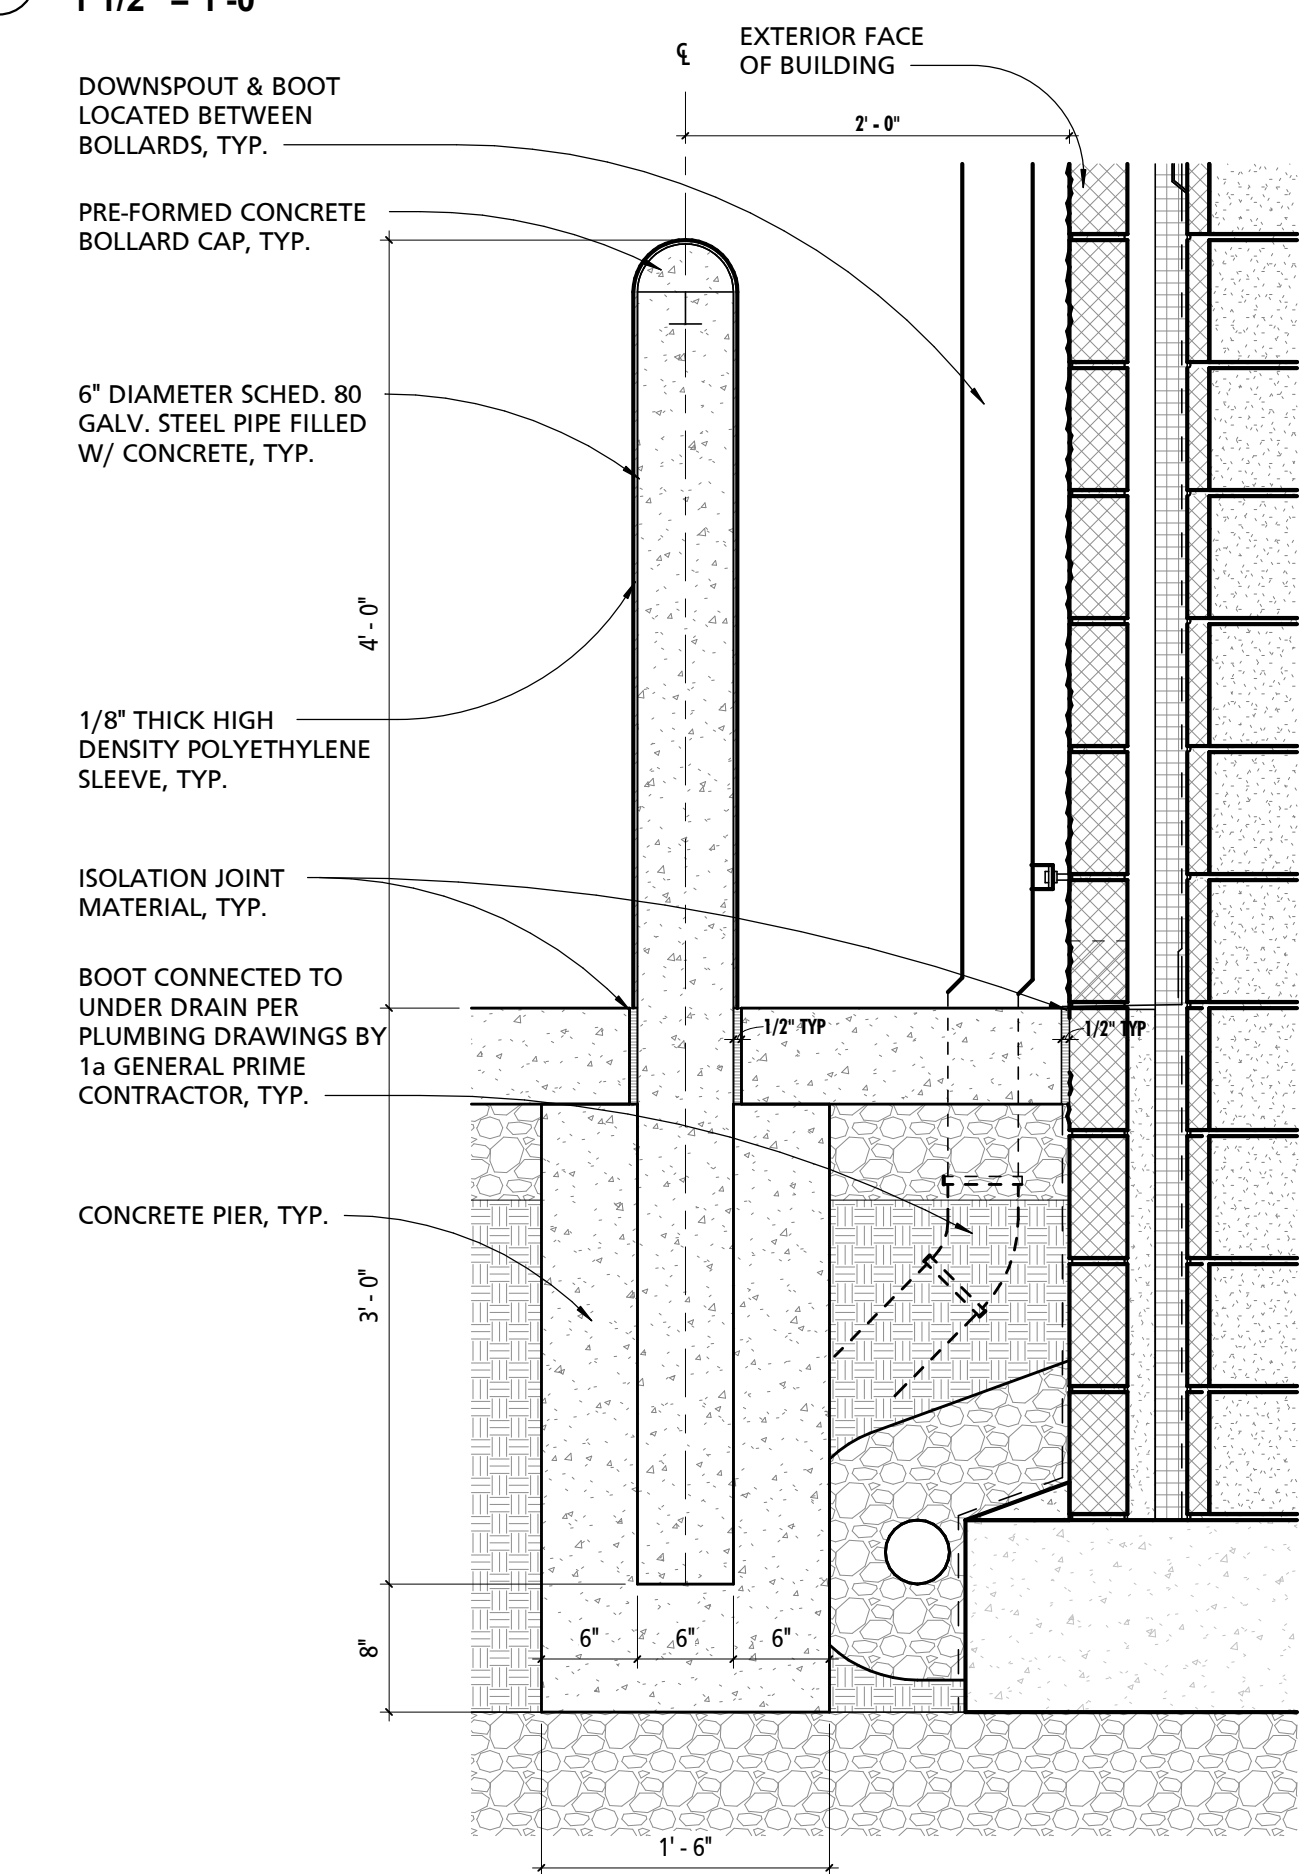 1 1/2" = 1'-0"
℄
EXTERIOR FACE
OF BUILDING
DOWNSPOUT & BOOT
LOCATED BETWEEN
BOLLARDS, TYP.
2' - 0"
PRE-FORMED CONCRETE
BOLLARD CAP, TYP.
6" DIAMETER SCHED. 80
GALV. STEEL PIPE FILLED
W/ CONCRETE, TYP.
4' - 0"
1/8" THICK HIGH
DENSITY POLYETHYLENE
SLEEVE, TYP.
ISOLATION JOINT
MATERIAL, TYP.
BOOT CONNECTED TO
UNDER DRAIN PER
PLUMBING DRAWINGS BY
1a GENERAL PRIME
CONTRACTOR, TYP.
1/2" TYP
1/2" TYP
CONCRETE PIER, TYP.
3' - 0"
6"
6"
6"
8"
1' - 6"